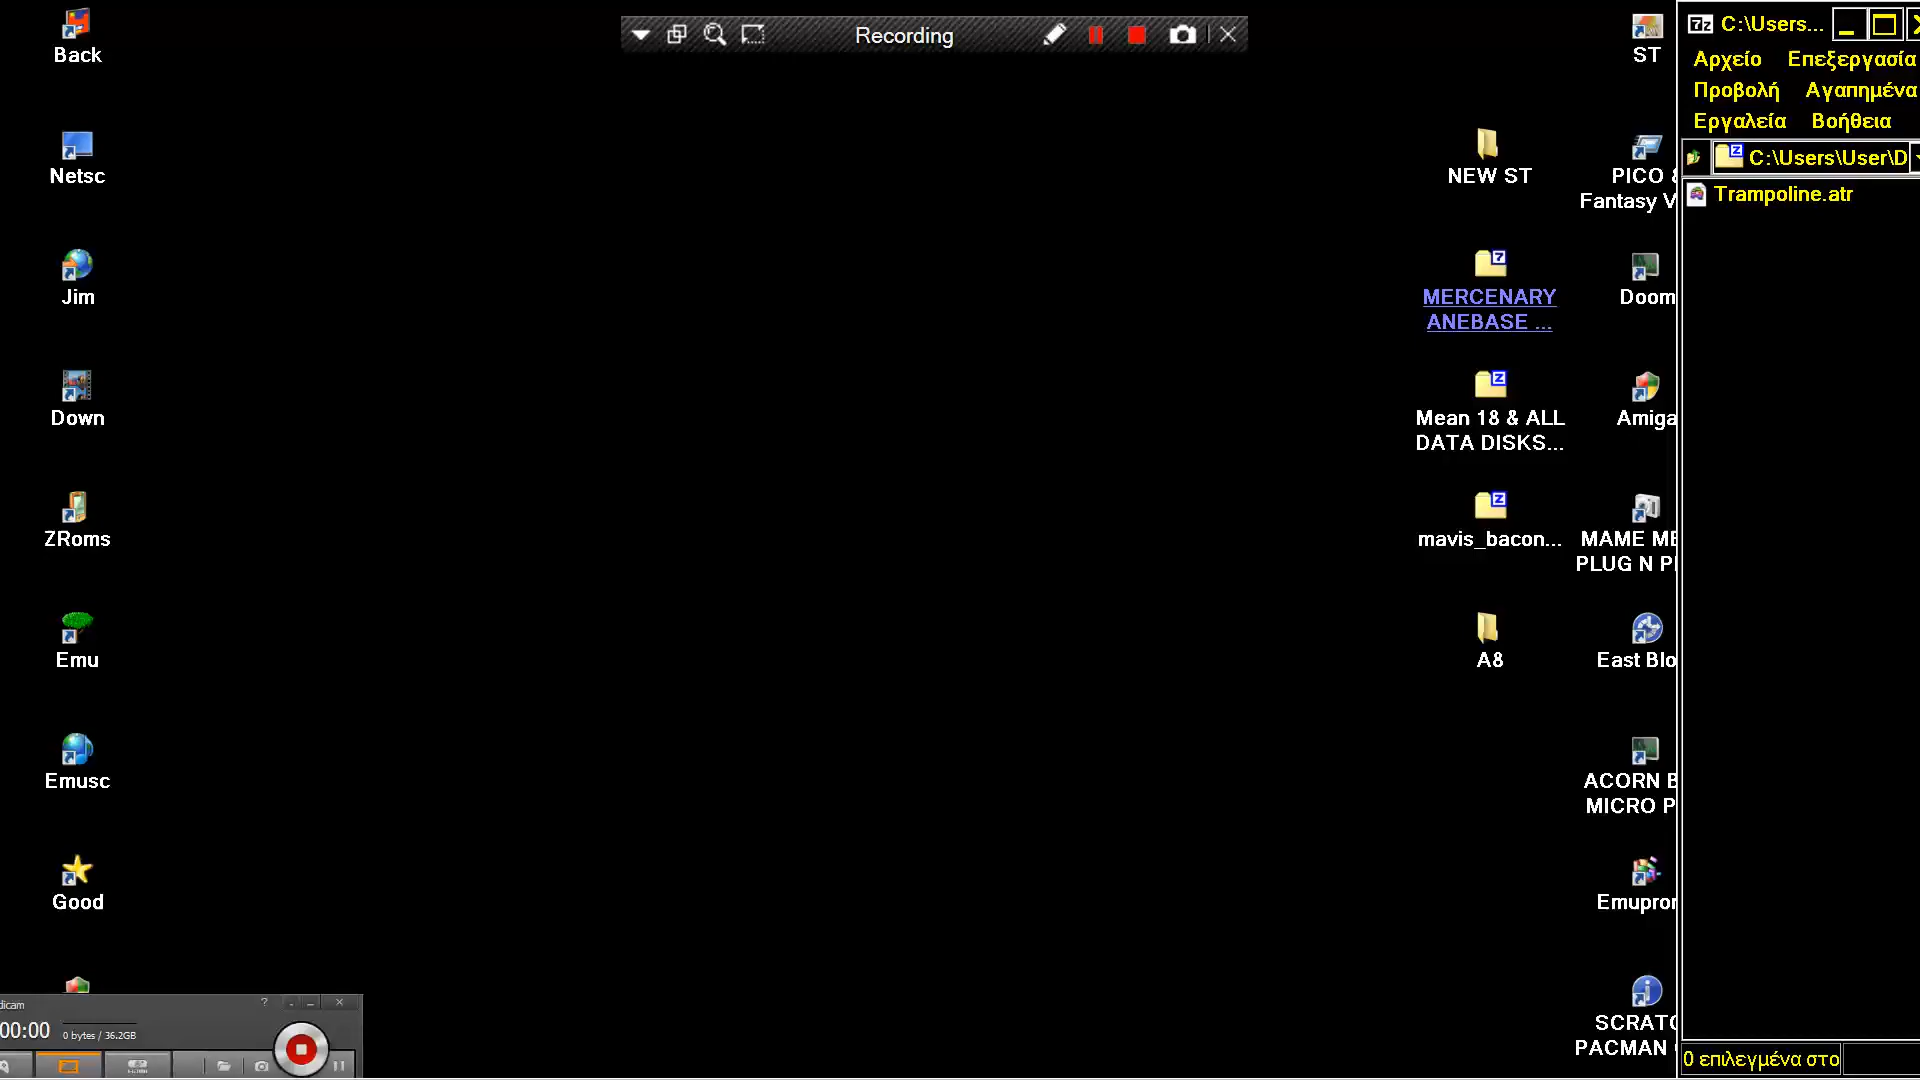 Recording
Back
Netsc
Jim
Down
ZRoms
Emu
Emusc
Good
NEW ST
MERCENARY
ANEBASE ...
Mean 18 & ALL
DATA DISKS...
mavis_bacon...
A8
ST
PICO
Fantasy V
Doom
Amiga
MAME ME
PLUG N P
East Blo
ACORN B
MICRO P
Emupro
SCRATC
PACMAN
7z C:\Users...
Αρχείο Επεξεργασία
Προβολή Αγαπημένα
Εργαλεία Βοήθεια
C:\Users\User\D
Trampoline.atr
0 επιλεγμένα στο
dicam
00:00
0 bytes / 36.2GB